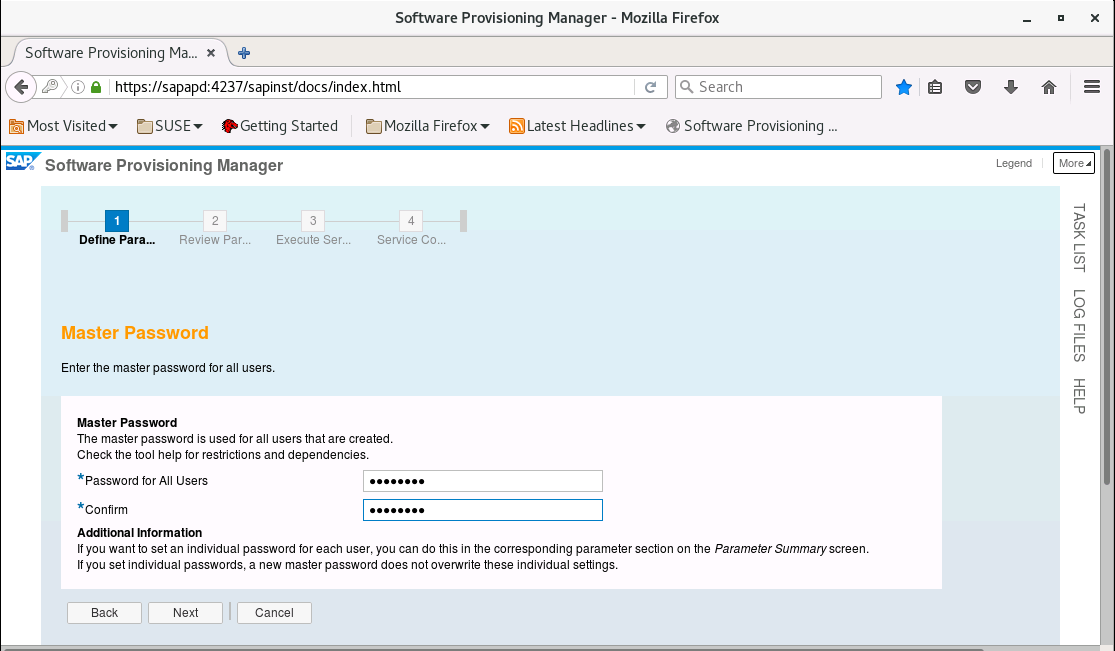 Software Provisioning Manager - Mozilla Firefox
Software Provisioning Ma...
https://sapapd:4237/sapinst/docs/index.html
Search
Most Visited SUSE Getting Started Mozilla Firefox Latest Headlines Software Provisioning ...
SAP Software Provisioning Manager
Legend More
1 2 3 4
Define Para... Review Par... Execute Ser... Service Co...
TASK LIST
LOG FILES
HELP
Master Password
Enter the master password for all users.
Master Password
The master password is used for all users that are created.
Check the tool help for restrictions and dependencies.
*Password for All Users ●●●●●●●●
*Confirm ●●●●●●●●
Additional Information
If you want to set an individual password for each user, you can do this in the corresponding parameter section on the Parameter Summary screen.
If you set individual passwords, a new master password does not overwrite these individual settings.
Back Next Cancel